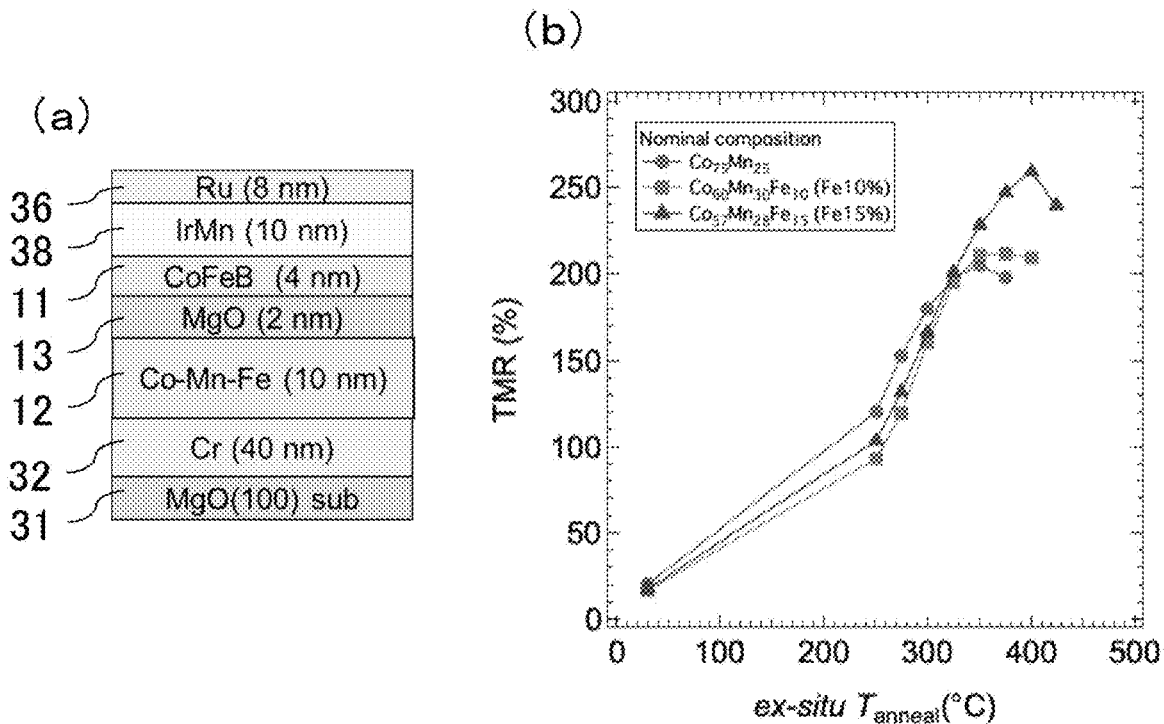 (a)
Ru (8 nm)
36
IrMn (10 nm)
38
CoFeB (4 nm)
11
MgO (2 nm)
13
Co-Mn-Fe (10 nm)
12
Cr (40 nm)
32
MgO(100) sub
31
(b)
300
250
200
150
100
50
0
TMR (%)
Nominal composition
Co₇₅Mn₂₅
Co₆₀Mn₃₀Fe₁₀ (Fe10%)
Co₅₇Mn₂₈Fe₁₅ (Fe15%)
0 100 200 300 400 500
ex-situ Tanneal(°C)